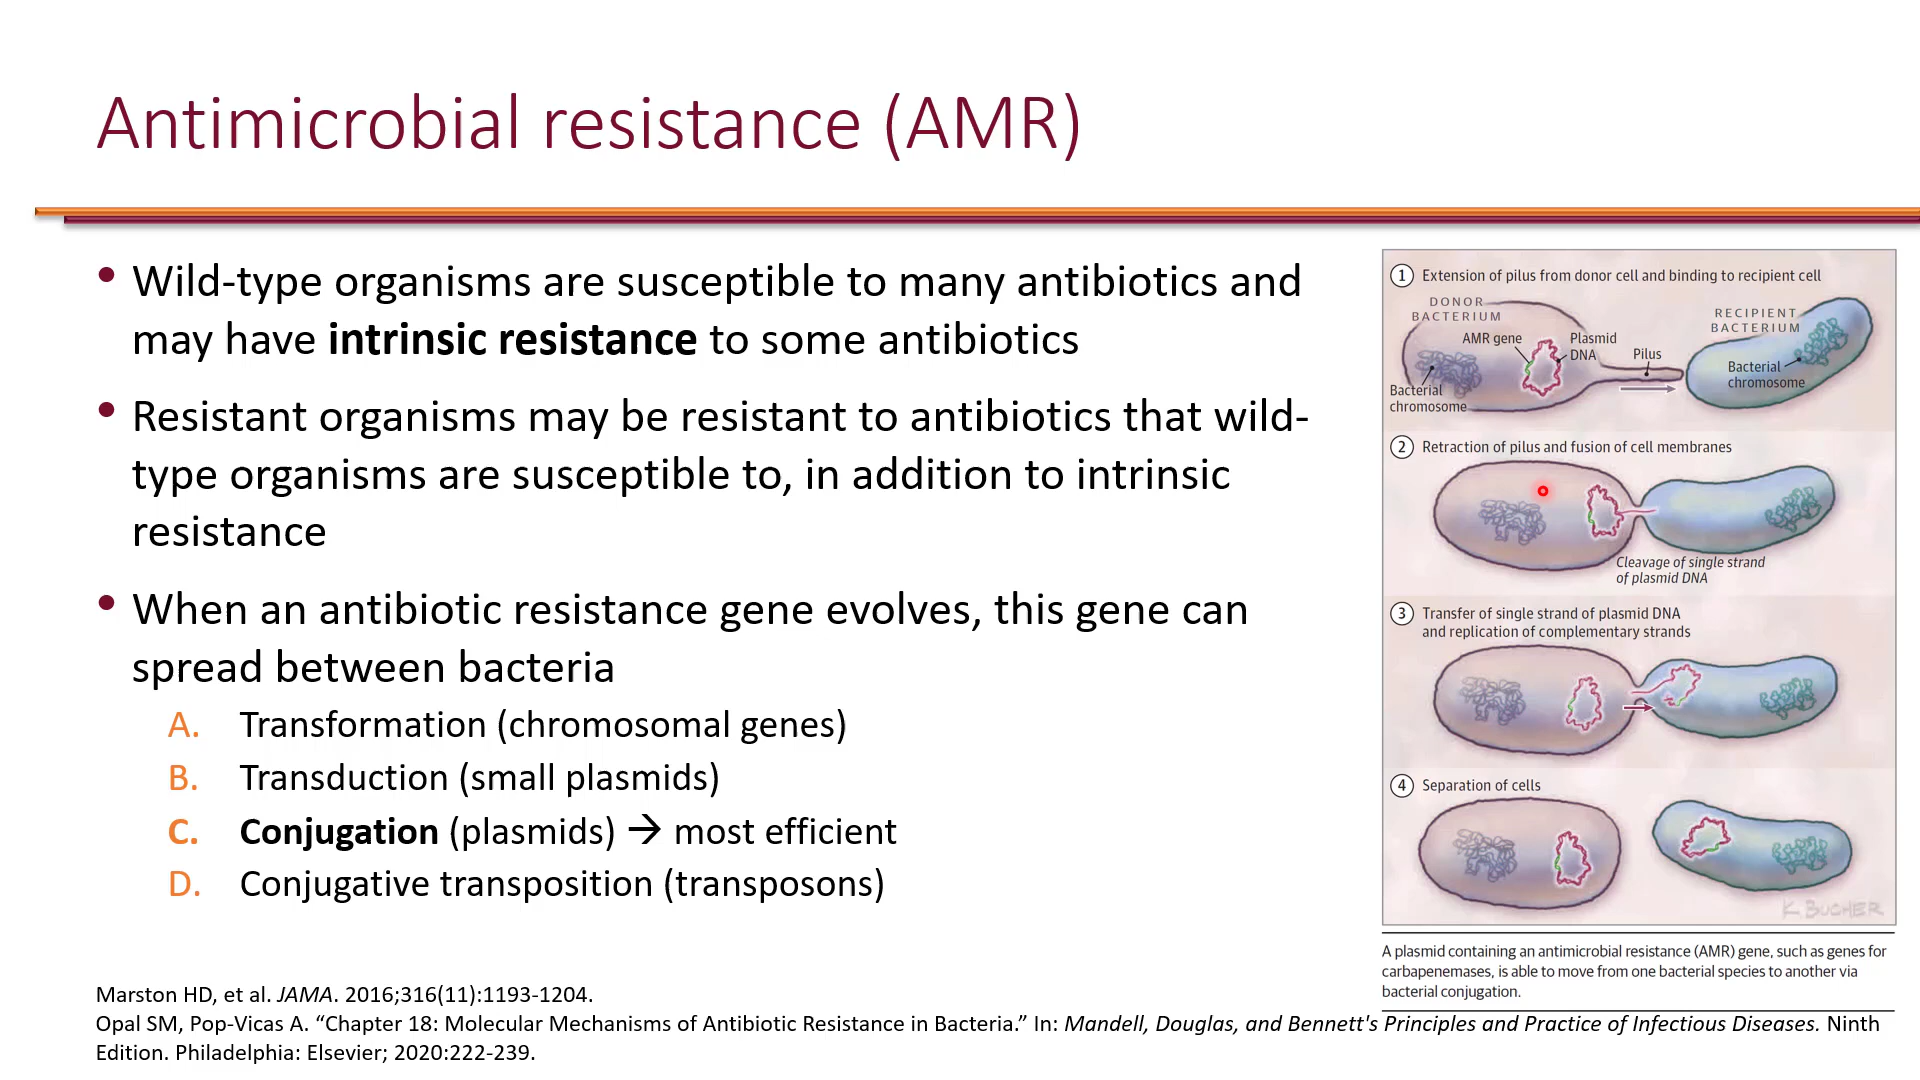 Antimicrobial resistance (AMR)
• Wild-type organisms are susceptible to many antibiotics and
may have intrinsic resistance to some antibiotics
• Resistant organisms may be resistant to antibiotics that wild-
type organisms are susceptible to, in addition to intrinsic
resistance
• When an antibiotic resistance gene evolves, this gene can
spread between bacteria
A. Transformation (chromosomal genes)
B. Transduction (small plasmids)
C. Conjugation (plasmids) → most efficient
D. Conjugative transposition (transposons)
1 Extension of pilus from donor cell and binding to recipient cell
DONOR
BACTERIUM
RECIPIENT
BACTERIUM
AMR gene
Plasmid
DNA
Pilus
Bacterial
chromosome
Bacterial
chromosome
2 Retraction of pilus and fusion of cell membranes
Cleavage of single strand
of plasmid DNA
3 Transfer of single strand of plasmid DNA
and replication of complementary strands
4 Separation of cells
K. BUCHER
A plasmid containing an antimicrobial resistance (AMR) gene, such as genes for
carbapenemases, is able to move from one bacterial species to another via
bacterial conjugation.
Marston HD, et al. JAMA. 2016;316(11):1193-1204.
Opal SM, Pop-Vicas A. “Chapter 18: Molecular Mechanisms of Antibiotic Resistance in Bacteria.” In: Mandell, Douglas, and Bennett's Principles and Practice of Infectious Diseases. Ninth
Edition. Philadelphia: Elsevier; 2020:222-239.